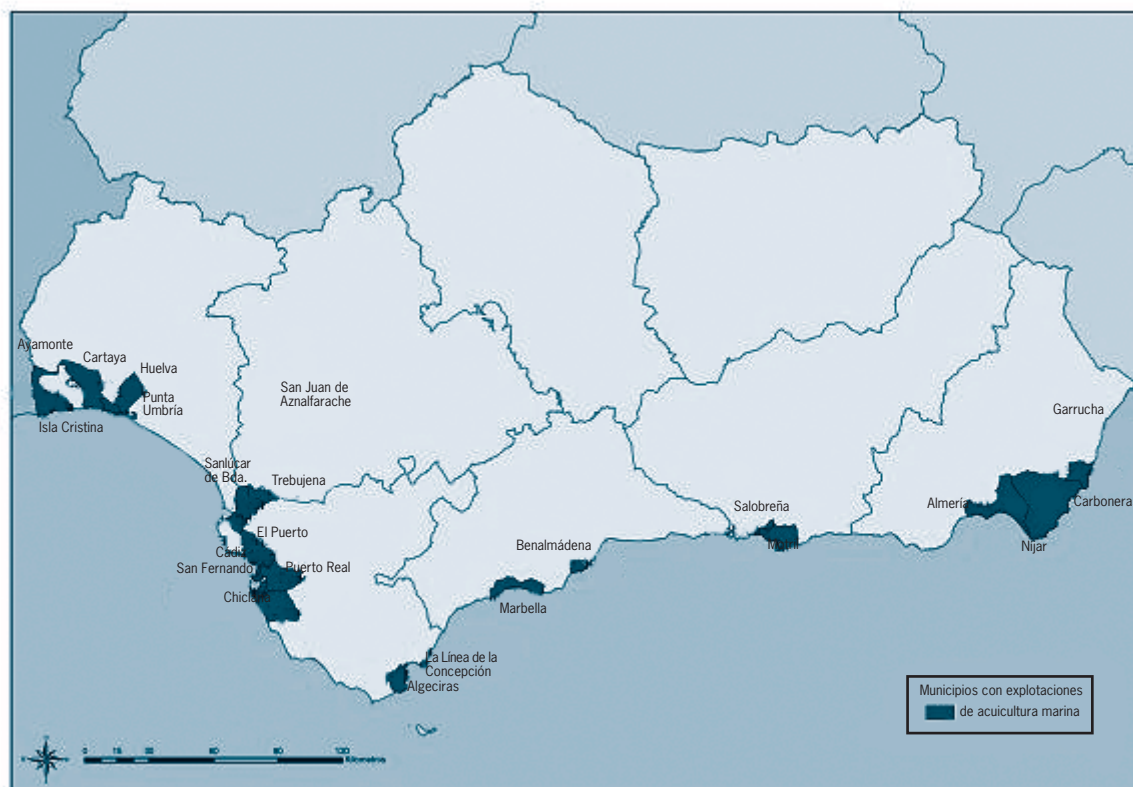 Ayamonte
Cartaya
Huelva
Punta
Umbría
Isla Cristina
San Juan de
Aznalfarache
Garrucha
Sanlúcar
de Bda.
Trebujena
El Puerto
Cádiz
San Fernando
Puerto Real
Chiclana
Salobreña
Motril
Almería
Carbonera
Níjar
Benalmádena
Marbella
La Línea de la
Concepción
Algeciras
Municipios con explotaciones
de acuicultura marina
Kilometros